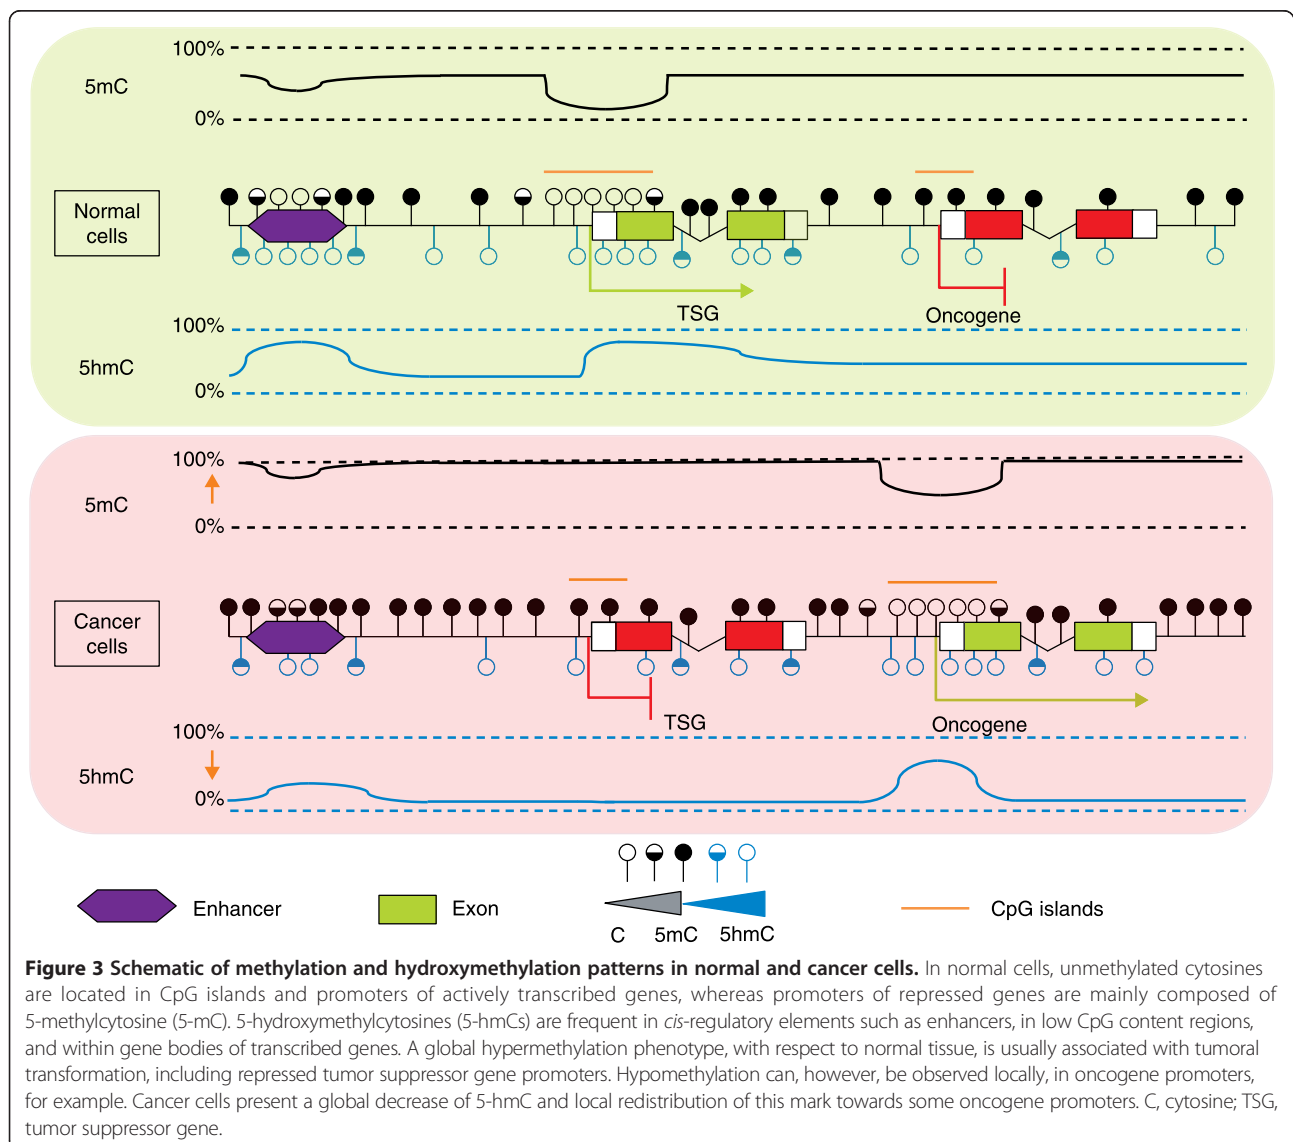 100%
5mC
0%
Normal
cells
TSG
Oncogene
100%
5hmC
0%
100%
5mC
0%
Cancer
cells
TSG
Oncogene
100%
5hmC
0%
Enhancer
Exon
C 5mC 5hmC
CpG islands
Figure 3 Schematic of methylation and hydroxymethylation patterns in normal and cancer cells. In normal cells, unmethylated cytosines
are located in CpG islands and promoters of actively transcribed genes, whereas promoters of repressed genes are mainly composed of
5-methylcytosine (5-mC). 5-hydroxymethylcytosines (5-hmCs) are frequent in cis-regulatory elements such as enhancers, in low CpG content regions,
and within gene bodies of transcribed genes. A global hypermethylation phenotype, with respect to normal tissue, is usually associated with tumoral
transformation, including repressed tumor suppressor gene promoters. Hypomethylation can, however, be observed locally, in oncogene promoters,
for example. Cancer cells present a global decrease of 5-hmC and local redistribution of this mark towards some oncogene promoters. C, cytosine; TSG,
tumor suppressor gene.